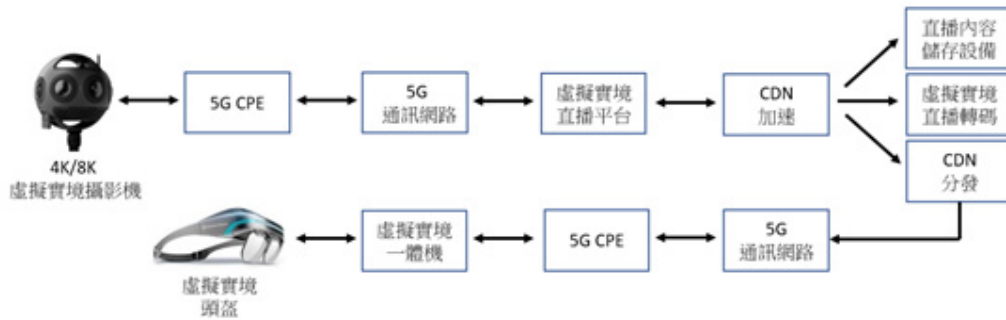 直播內容
儲存設備
5G CPE
5G
通訊網路
虛擬實境
直播平台
CDN
加速
虛擬實境
直播轉碼
4K/8K
虛擬實境攝影機
CDN
分發
虛擬實境
一體機
5G CPE
5G
通訊網路
虛擬實境
頭盔